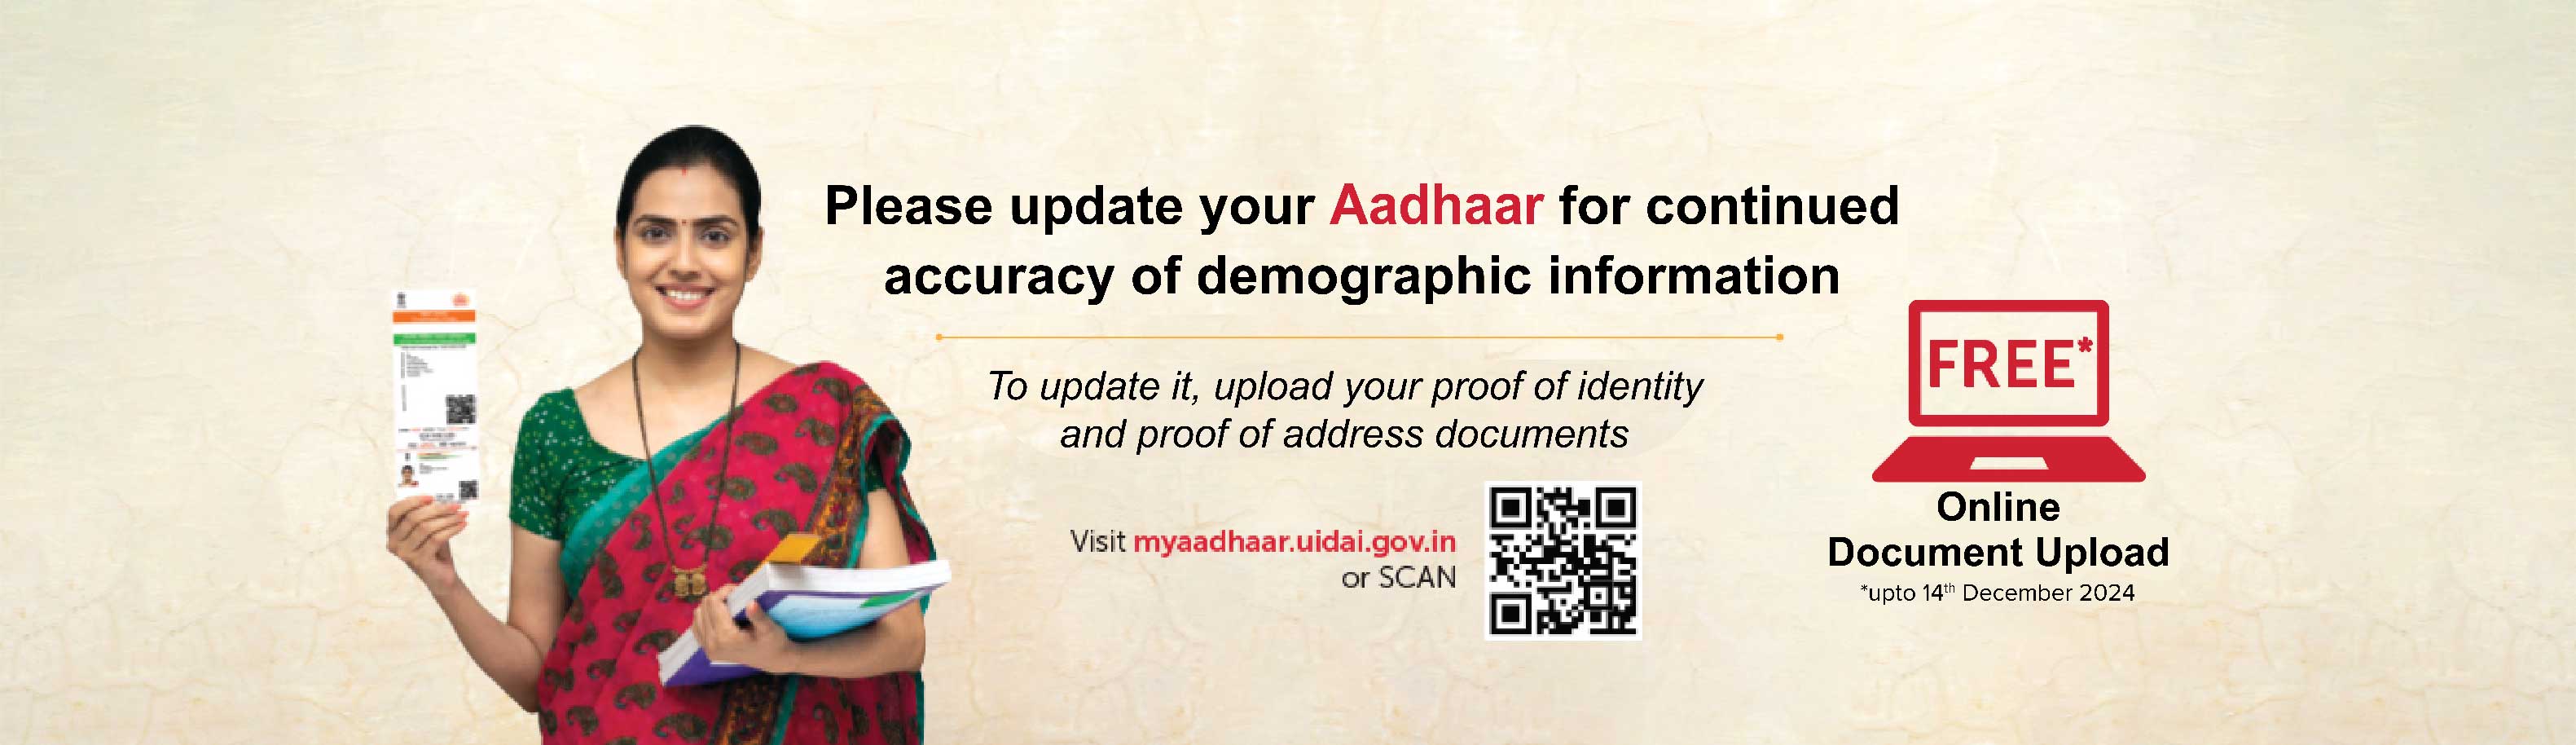 Please update your Aadhaar for continued
accuracy of demographic information
To update it, upload your proof of identity
and proof of address documents
Visit myaadhaar.uidai.gov.in
or SCAN
FREE*
Online
Document Upload
*upto 14th December 2024